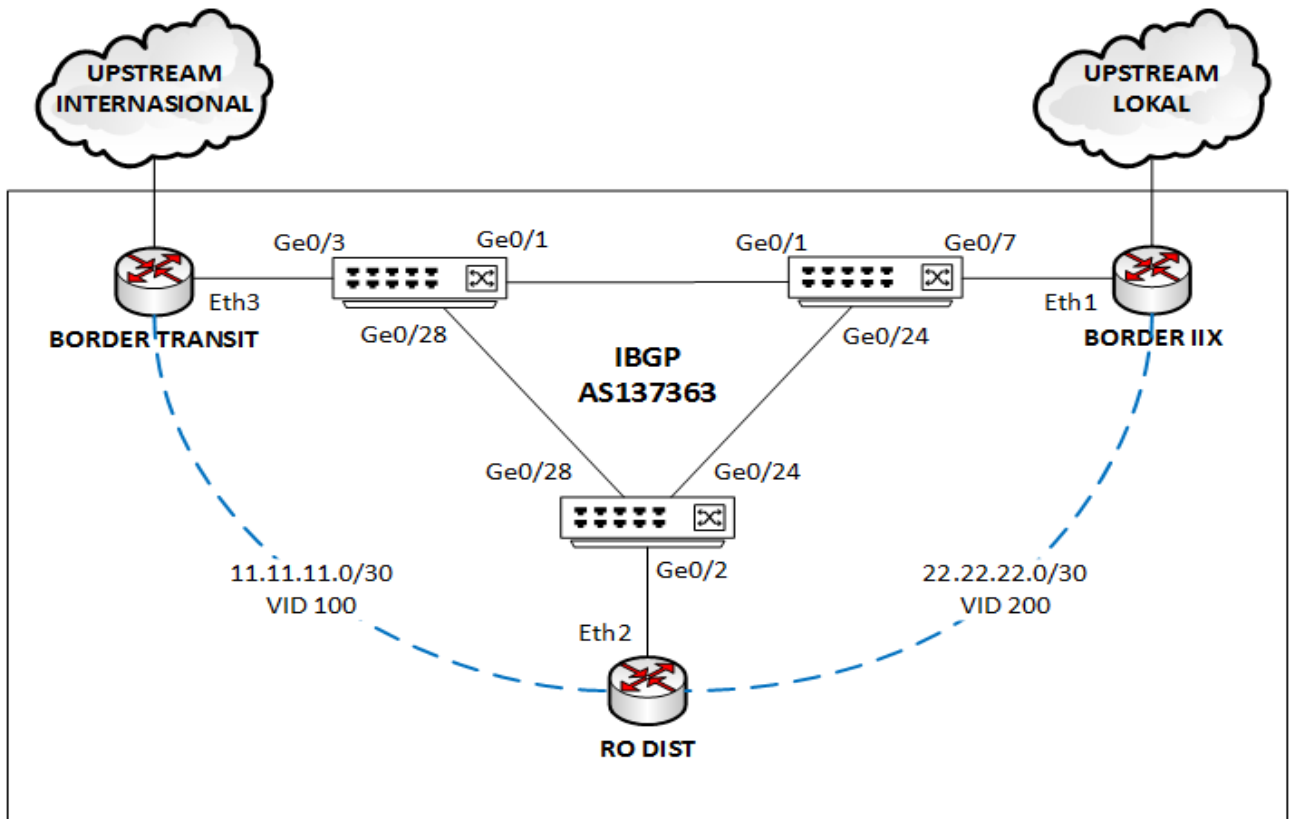 UPSTREAM
INTERNASIONAL
UPSTREAM
LOKAL
Ge0/3
Ge0/1
Ge0/1
Ge0/7
Eth3
Eth1
BORDER TRANSIT
Ge0/28
Ge0/24
BORDER IIX
IBGP
AS137363
Ge0/28
Ge0/24
11.11.11.0/30
VID 100
Ge0/2
22.22.22.0/30
VID 200
Eth2
RO DIST